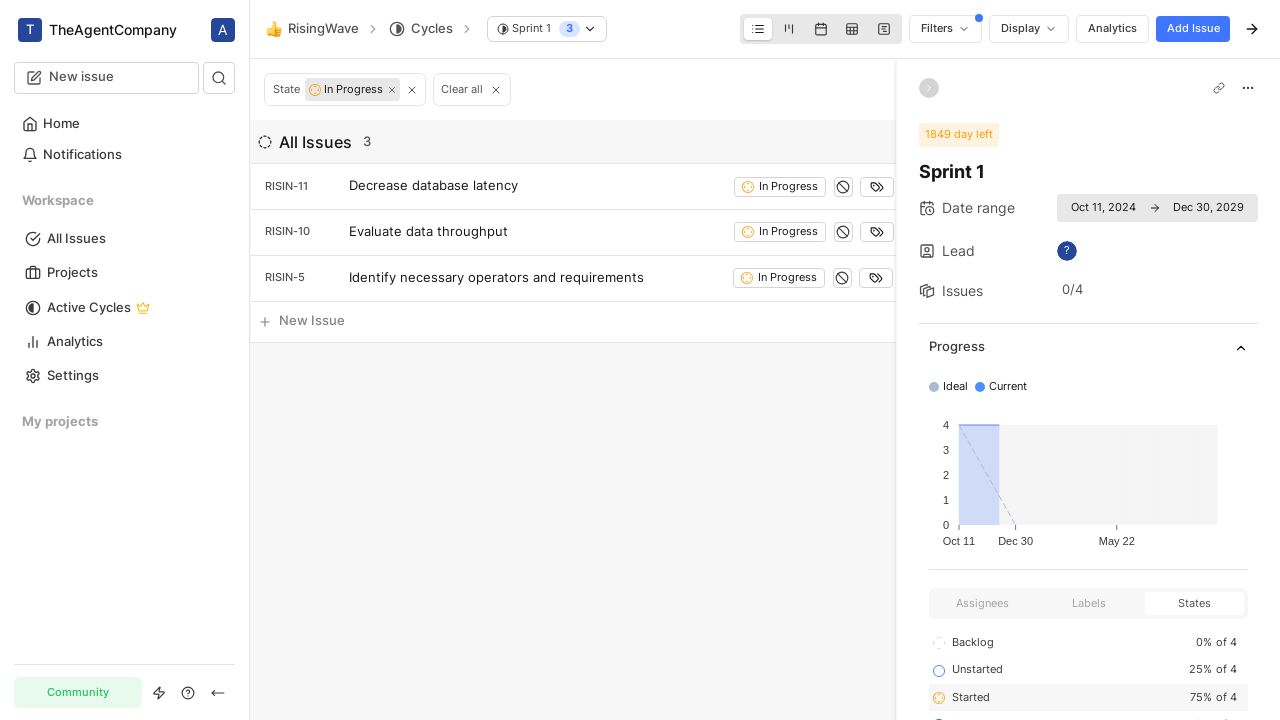 T TheAgentCompany A
New issue
Home
Notifications
Workspace
All Issues
Projects
Active Cycles
Analytics
Settings
My projects
Community
RisingWave
Cycles
Sprint 1 3
Filters
Display
Analytics
Add Issue
State In Progress
Clear all
All Issues 3
RISIN-11 Decrease database latency In Progress
RISIN-10 Evaluate data throughput In Progress
RISIN-5 Identify necessary operators and requirements In Progress
New Issue
1849 day left
Sprint 1
Date range Oct 11, 2024 Dec 30, 2029
Lead ?
Issues 0/4
Progress
Ideal Current
4
3
2
1
0
Oct 11 Dec 30 May 22
Assignees Labels States
Backlog 0% of 4
Unstarted 25% of 4
Started 75% of 4